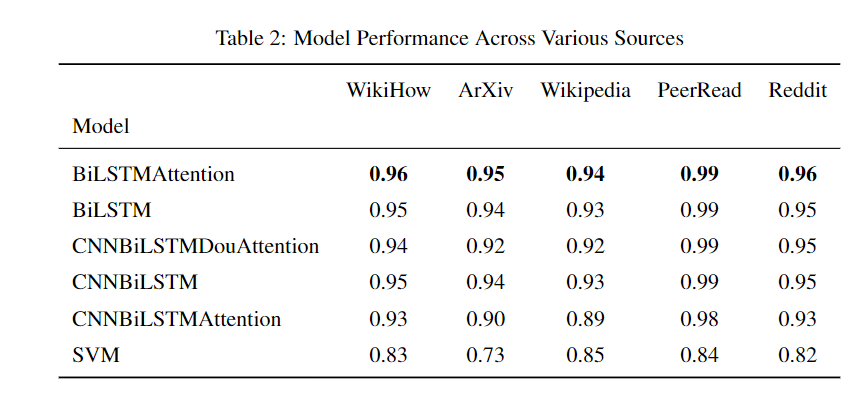 Table 2: Model Performance Across Various Sources
WikiHow ArXiv Wikipedia PeerRead Reddit
Model
BiLSTMAttention 0.96 0.95 0.94 0.99 0.96
BiLSTM 0.95 0.94 0.93 0.99 0.95
CNNBiLSTMDouAttention 0.94 0.92 0.92 0.99 0.95
CNNBiLSTM 0.95 0.94 0.93 0.99 0.95
CNNBiLSTMAttention 0.93 0.90 0.89 0.98 0.93
SVM 0.83 0.73 0.85 0.84 0.82